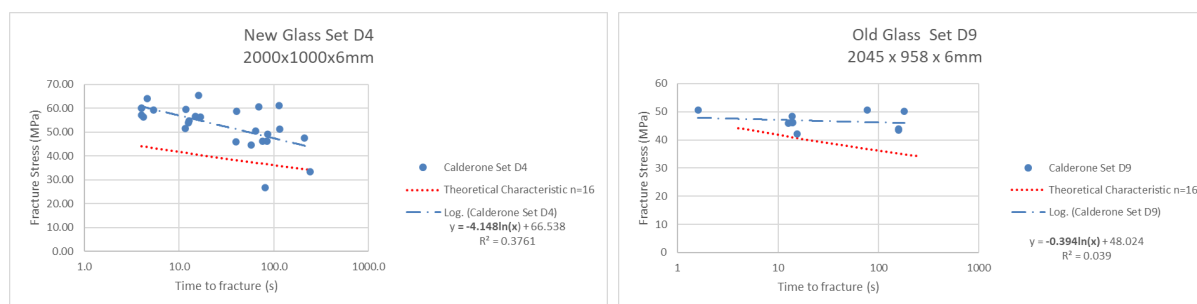 New Glass Set D4
2000x1000x6mm
Fracture Stress (MPa)
70.00
60.00
50.00
40.00
30.00
20.00
10.00
0.00
1.0 10.0 100.0 1000.0
Time to fracture (s)
Calderone Set D4
Theoretical Characteristic n=16
Log. (Calderone Set D4)
y = -4.148ln(x) + 66.538
R² = 0.3761
Old Glass Set D9
2045 x 958 x 6mm
Fracture Stress (MPa)
60
50
40
30
20
10
0
1 10 100 1000
Time to fracture (s)
Calderone Set D9
Theoretical Characteristic n=16
Log. (Calderone Set D9)
y = -0.394ln(x) + 48.024
R² = 0.039